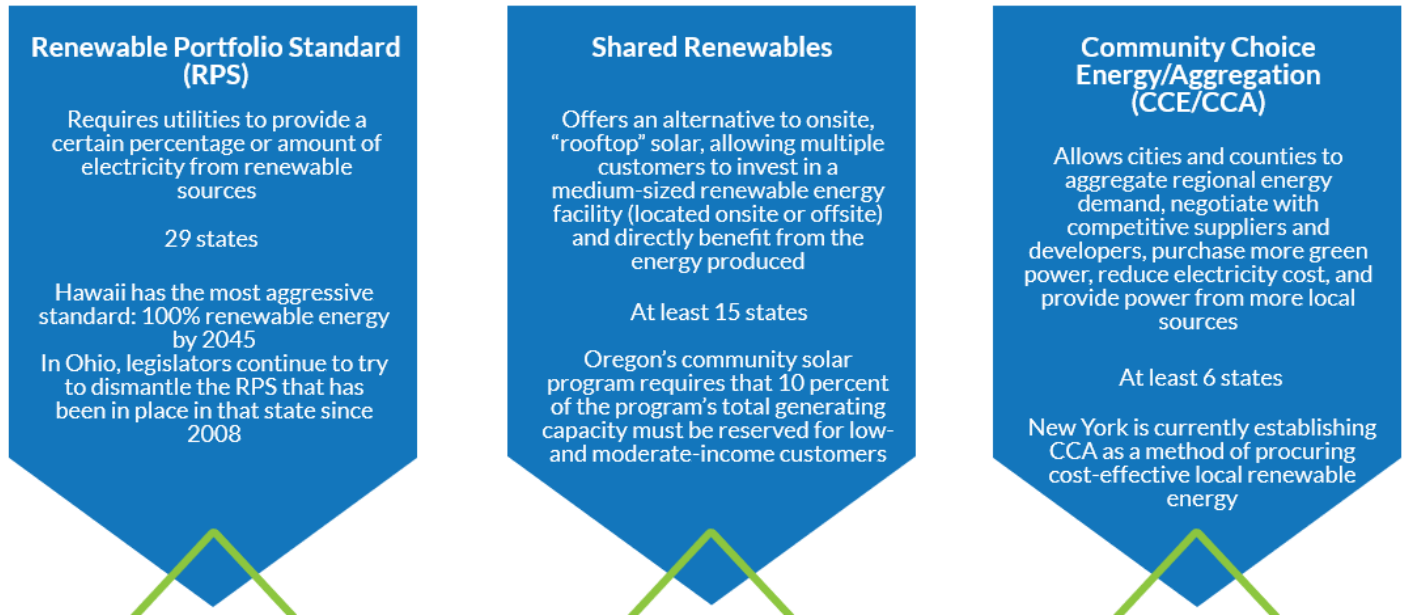 Renewable Portfolio Standard
(RPS)
Requires utilities to provide a
certain percentage or amount of
electricity from renewable
sources
29 states
Hawaii has the most aggressive
standard: 100% renewable energy
by 2045
In Ohio, legislators continue to try
to dismantle the RPS that has
been in place in that state since
2008
Shared Renewables
Offers an alternative to onsite,
“rooftop” solar, allowing multiple
customers to invest in a
medium-sized renewable energy
facility (located onsite or offsite)
and directly benefit from the
energy produced
At least 15 states
Oregon’s community solar
program requires that 10 percent
of the program’s total generating
capacity must be reserved for low-
and moderate-income customers
Community Choice
Energy/Aggregation
(CCE/CCA)
Allows cities and counties to
aggregate regional energy
demand, negotiate with
competitive suppliers and
developers, purchase more green
power, reduce electricity cost, and
provide power from more local
sources
At least 6 states
New York is currently establishing
CCA as a method of procuring
cost-effective local renewable
energy